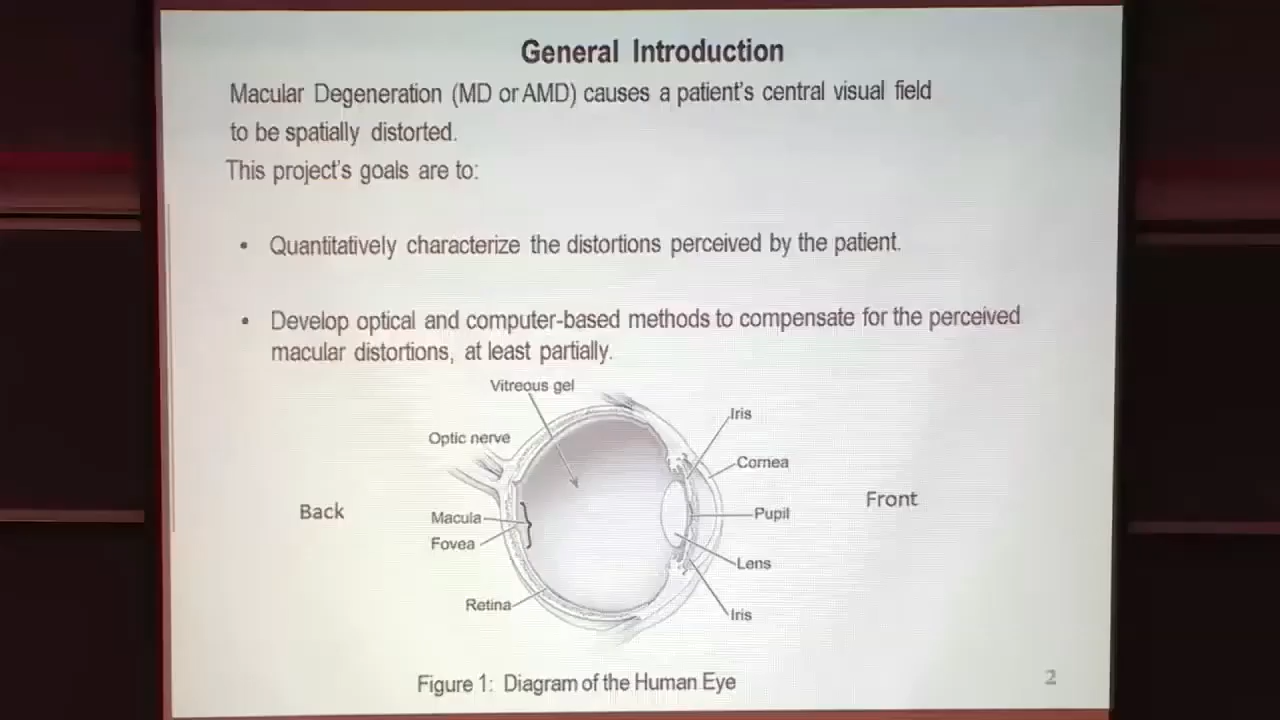 General Introduction
Macular Degeneration (MD or AMD) causes a patient's central visual field
to be spatially distorted.
This project's goals are to:
• Quantitatively characterize the distortions perceived by the patient.
• Develop optical and computer-based methods to compensate for the perceived
macular distortions, at least partially.
Vitreous gel
Iris
Optic nerve
Cornea
Back
Front
Macula
Pupil
Fovea
Lens
Retina
Iris
Figure 1: Diagram of the Human Eye
2